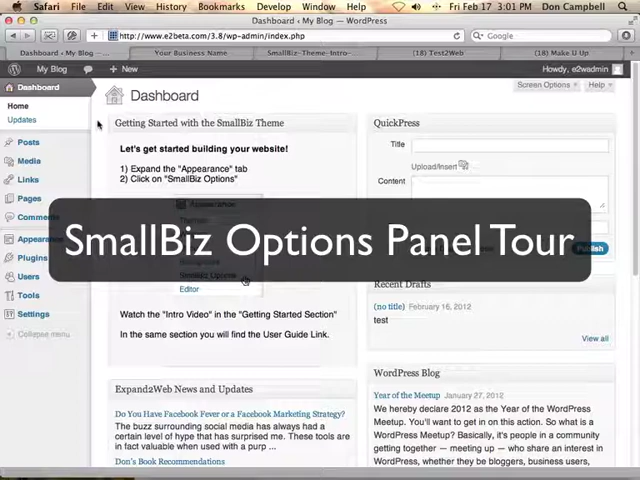 Safari File Edit View History Bookmarks Develop Window Help Fri Feb 17 3:01 PM Don Campbell
Dashboard ‹ My Blog — WordPress
http://www.e2beta.com/3.8/wp-admin/index.php
Google
Dashboard ‹ My Blog – WordPress
Your Business Name
SmallBiz-Theme_Intro-
(18) Test2Web
(18) Make U Up
My Blog
+ New
Howdy, e2wadmin
Dashboard
Home
Updates
Posts
Media
Links
Pages
Comments
Appearance
Plugins
Users
Tools
Settings
Collapse menu
Dashboard
Screen Options
Help
Getting Started with the SmallBiz Theme
Let's get started building your website!
1) Expand the "Appearance" tab
2) Click on "SmallBiz Options"
Appearance
SmallBiz Options
Editor
Watch the "Intro Video" in the "Getting Started Section"
In the same section you will find the User Guide Link.
SmallBiz Options Panel Tour
Expand2Web News and Updates
Do You Have Facebook Fever or a Facebook Marketing Strategy?
The buzz surrounding social media has always had a
certain level of hype that has surprised me. These tools are
in fact valuable when used with a purp ...
Don's Book Recommendations
QuickPress
Title
Upload/Insert
Content
Publish
Recent Drafts
(no title) February 16, 2012
test
View all
WordPress Blog
Year of the Meetup January 27, 2012
We hereby declare 2012 as the Year of the WordPress
Meetup. You'll want to get in on this action. So what is a
WordPress Meetup? Basically, it's people in a community
getting together — meeting up — who share an interest in
WordPress, whether they be bloggers, business users,